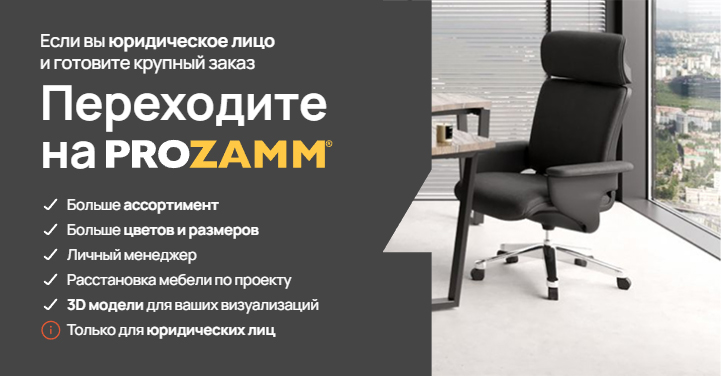 Если вы юридическое лицо
и готовите крупный заказ
Переходите
на PROZAMM®
Больше ассортимент
Больше цветов и размеров
Личный менеджер
Расстановка мебели по проекту
3D модели для ваших визуализаций
Только для юридических лиц